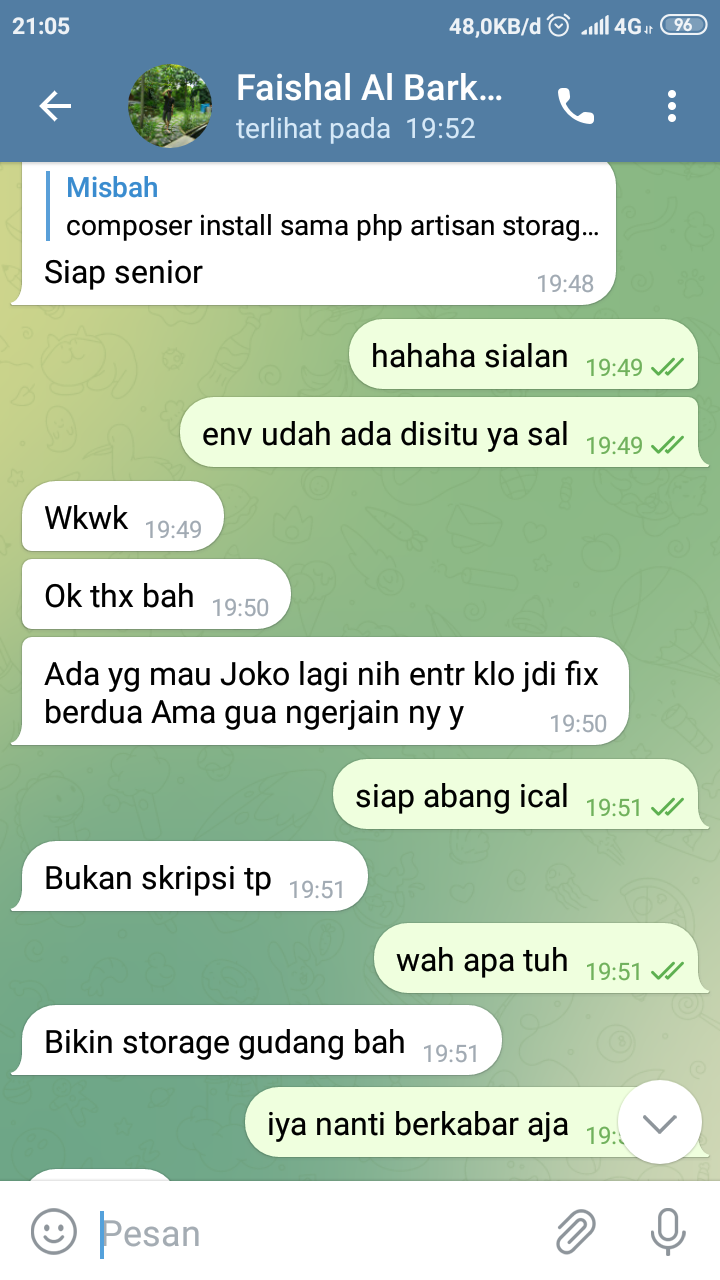 21:05
48,0KB/d 4G 96
Faishal Al Bark...
terlihat pada 19:52
Misbah
composer install sama php artisan storag...
Siap senior 19:48
hahaha sialan 19:49
env udah ada disitu ya sal 19:49
Wkwk 19:49
Ok thx bah 19:50
Ada yg mau Joko lagi nih entr klo jdi fix
berdua Ama gua ngerjain ny y 19:50
siap abang ical 19:51
Bukan skripsi tp 19:51
wah apa tuh 19:51
Bikin storage gudang bah 19:51
iya nanti berkabar aja
Pesan